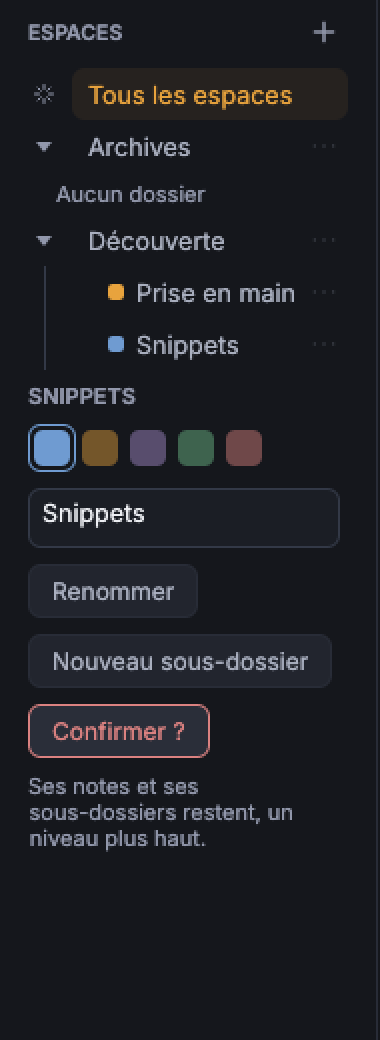 ESPACES
Tous les espaces
Archives
Aucun dossier
Découverte
Prise en main
Snippets
SNIPPETS
Snippets
Renommer
Nouveau sous-dossier
Confirmer ?
Ses notes et ses
sous-dossiers restent, un
niveau plus haut.